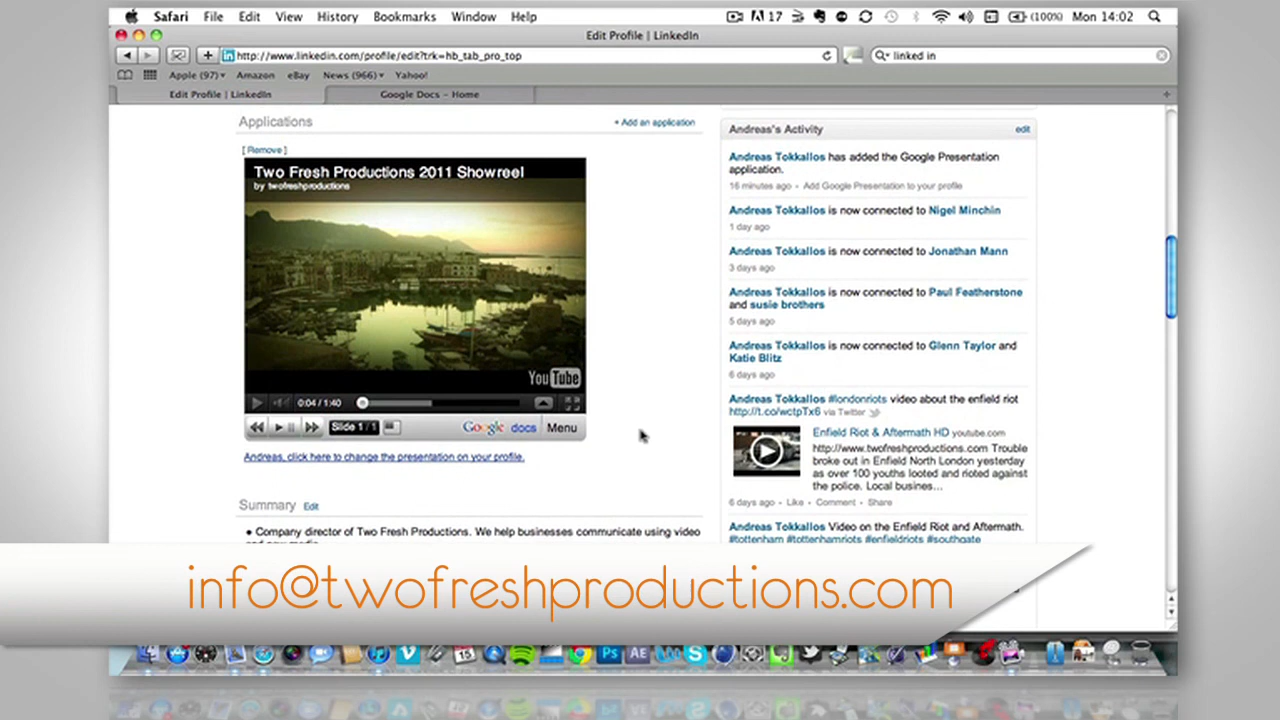 Safari File Edit View History Bookmarks Window Help
17
(100%) Mon 14:02
Edit Profile | LinkedIn
http://www.linkedin.com/profile/edit?trk=hb_tab_pro_top
linked in
Apple (97) Amazon eBay News (966) Yahoo!
Edit Profile | LinkedIn
Google Docs - Home
Applications
+ Add an application
[ Remove ]
Two Fresh Productions 2011 Showreel
by twofreshproductions
YouTube
0:04 / 1:40
Slide 1 / 1
Google docs Menu
Andreas, click here to change the presentation on your profile.
Summary Edit
• Company director of Two Fresh Productions. We help businesses communicate using video
Andreas's Activity
edit
Andreas Tokkallos has added the Google Presentation
application.
16 minutes ago • Add Google Presentation to your profile
Andreas Tokkallos is now connected to Nigel Minchin
1 day ago
Andreas Tokkallos is now connected to Jonathan Mann
3 days ago
Andreas Tokkallos is now connected to Paul Featherstone
and susie brothers
5 days ago
Andreas Tokkallos is now connected to Glenn Taylor and
Katie Blitz
6 days ago
Andreas Tokkallos #londonriots video about the enfield riot
http://t.co/wctpTx6 via Twitter
Enfield Riot & Aftermath HD youtube.com
http://www.twofreshproductions.com Trouble
broke out in Enfield North London yesterday
as over 100 youths looted and rioted against
the police. Local busines...
6 days ago • Like • Comment • Share
Andreas Tokkallos Video on the Enfield Riot and Aftermath.
#tottenham #tottenhamriots #enfieldriots #southgate
info@twofreshproductions.com
15
Ps AE